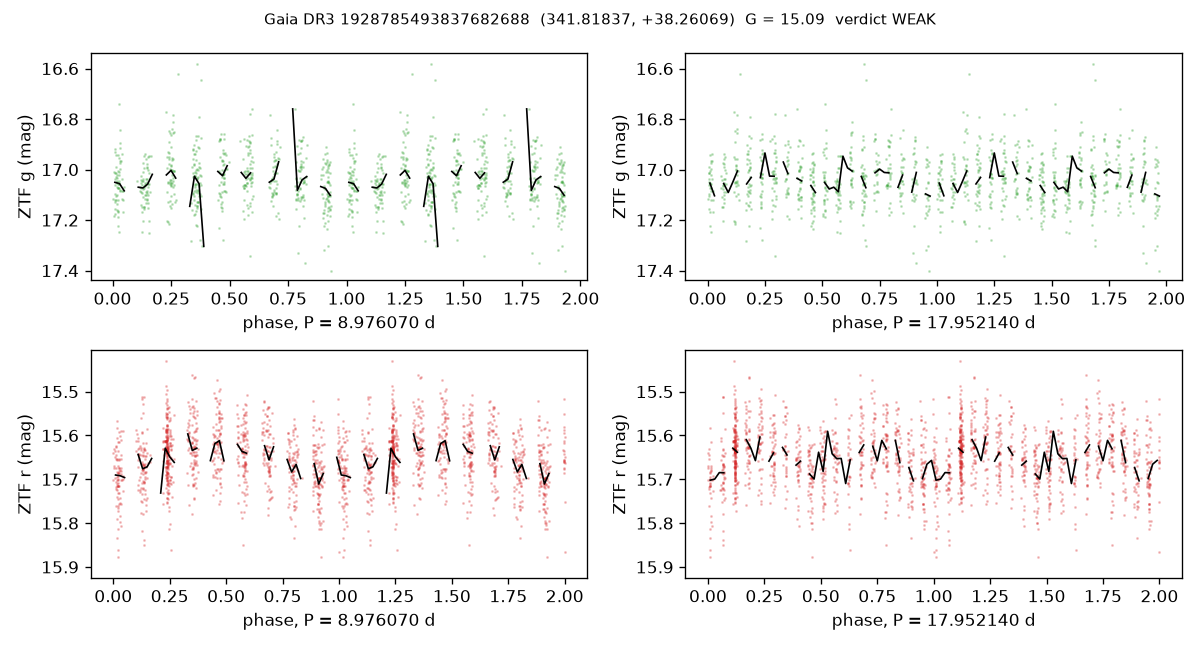 Gaia DR3 1928785493837682688  (341.81837, +38.26069)  G = 15.09  verdict WEAK
ZTF g (mag)
16.6
16.8
17.0
17.2
17.4
0.00 0.25 0.50 0.75 1.00 1.25 1.50 1.75 2.00
phase, P = 8.976070 d
ZTF g (mag)
16.6
16.8
17.0
17.2
17.4
0.00 0.25 0.50 0.75 1.00 1.25 1.50 1.75 2.00
phase, P = 17.952140 d
ZTF r (mag)
15.5
15.6
15.7
15.8
15.9
0.00 0.25 0.50 0.75 1.00 1.25 1.50 1.75 2.00
phase, P = 8.976070 d
ZTF r (mag)
15.5
15.6
15.7
15.8
15.9
0.00 0.25 0.50 0.75 1.00 1.25 1.50 1.75 2.00
phase, P = 17.952140 d